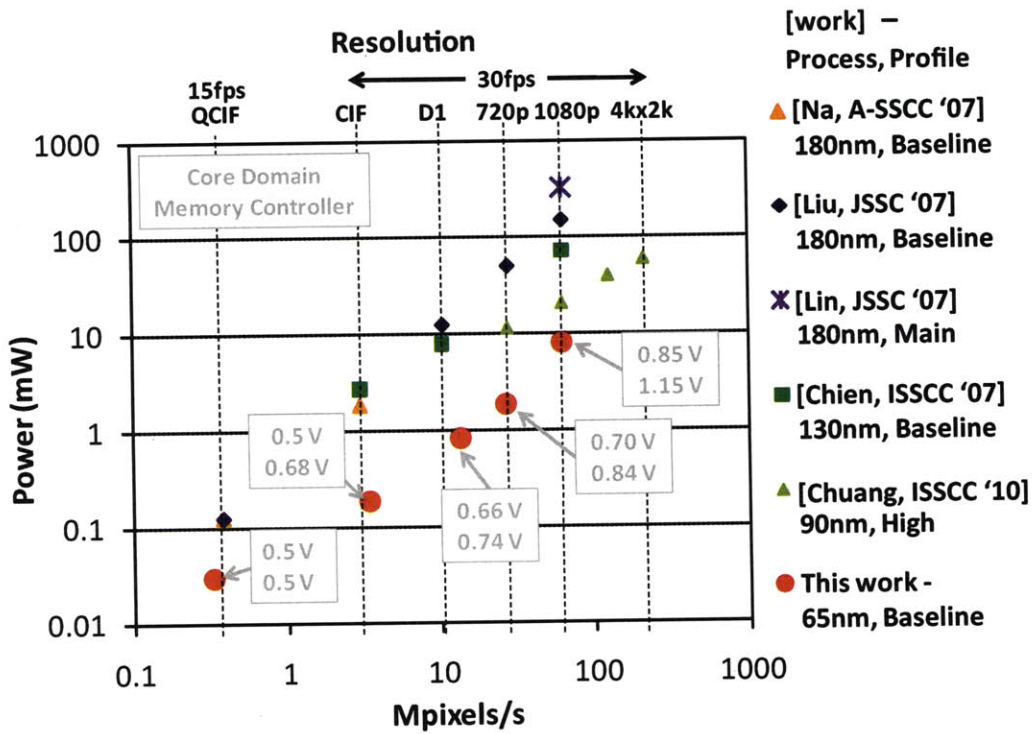 Resolution
30fps
15fps
QCIF
CIF
D1
720p
1080p
4kx2k
Power (mW)
1000
100
10
1
0.1
0.01
Core Domain
Memory Controller
0.5 V
0.5 V
0.5 V
0.68 V
0.66 V
0.74 V
0.70 V
0.84 V
0.85 V
1.15 V
0.1
1
10
100
1000
Mpixels/s
[work] –
Process, Profile
[Na, A-SSCC ‘07]
180nm, Baseline
[Liu, JSSC ‘07]
180nm, Baseline
[Lin, JSSC ‘07]
180nm, Main
[Chien, ISSCC ‘07]
130nm, Baseline
[Chuang, ISSCC ‘10]
90nm, High
This work -
65nm, Baseline